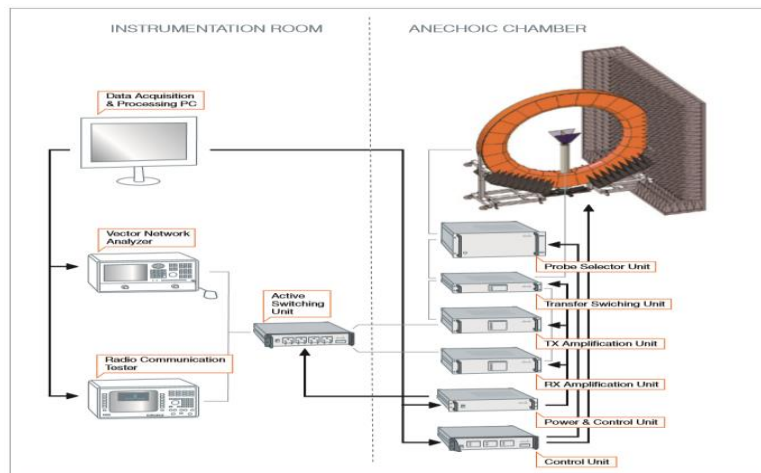 INSTRUMENTATION ROOM
ANECHOIC CHAMBER
Data Acquisition
& Processing PC
Vector Network
Analyzer
Active
Switching
Unit
Radio Communication
Tester
Probe Selector Unit
Transfer Swiching Unit
TX Amplification Unit
RX Amplification Unit
Power & Control Unit
Control Unit